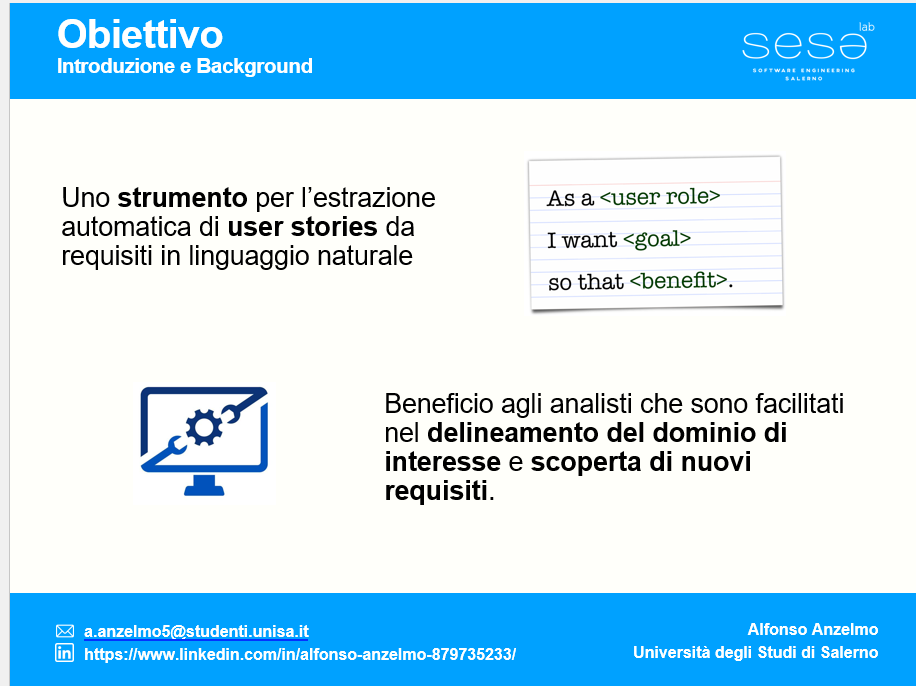 Obiettivo
Introduzione e Background
sesa lab
SOFTWARE ENGINEERING
SALERNO
Uno strumento per l’estrazione
automatica di user stories da
requisiti in linguaggio naturale
As a <user role>
I want <goal>
so that <benefit>.
Beneficio agli analisti che sono facilitati
nel delineamento del dominio di
interesse e scoperta di nuovi
requisiti.
a.anzelmo5@studenti.unisa.it
in https://www.linkedin.com/in/alfonso-anzelmo-879735233/
Alfonso Anzelmo
Università degli Studi di Salerno